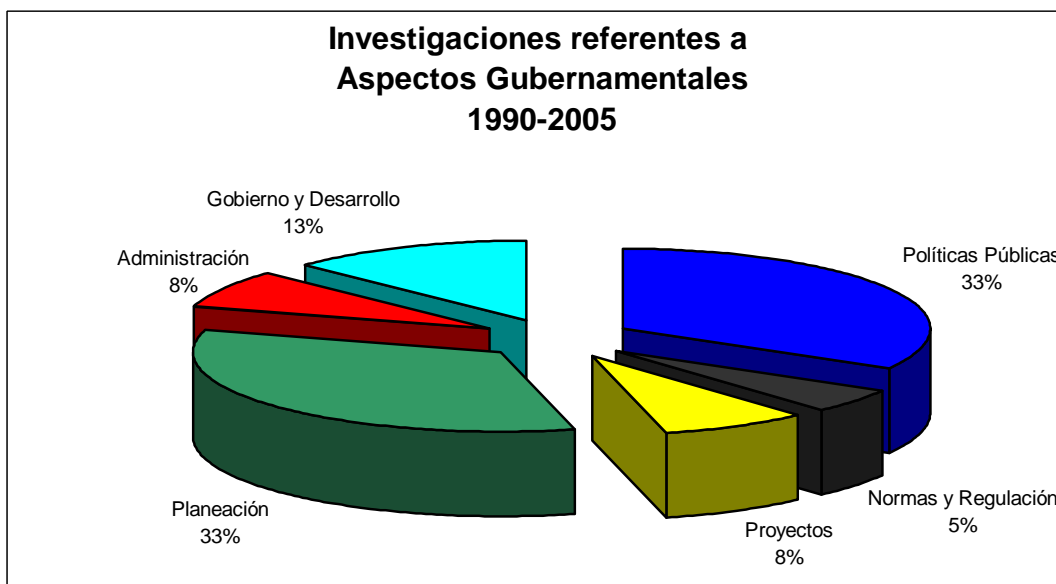 Investigaciones referentes a
Aspectos Gubernamentales
1990-2005
Gobierno y Desarrollo
13%
Administración
8%
Políticas Públicas
33%
Planeación
33%
Proyectos
8%
Normas y Regulación
5%